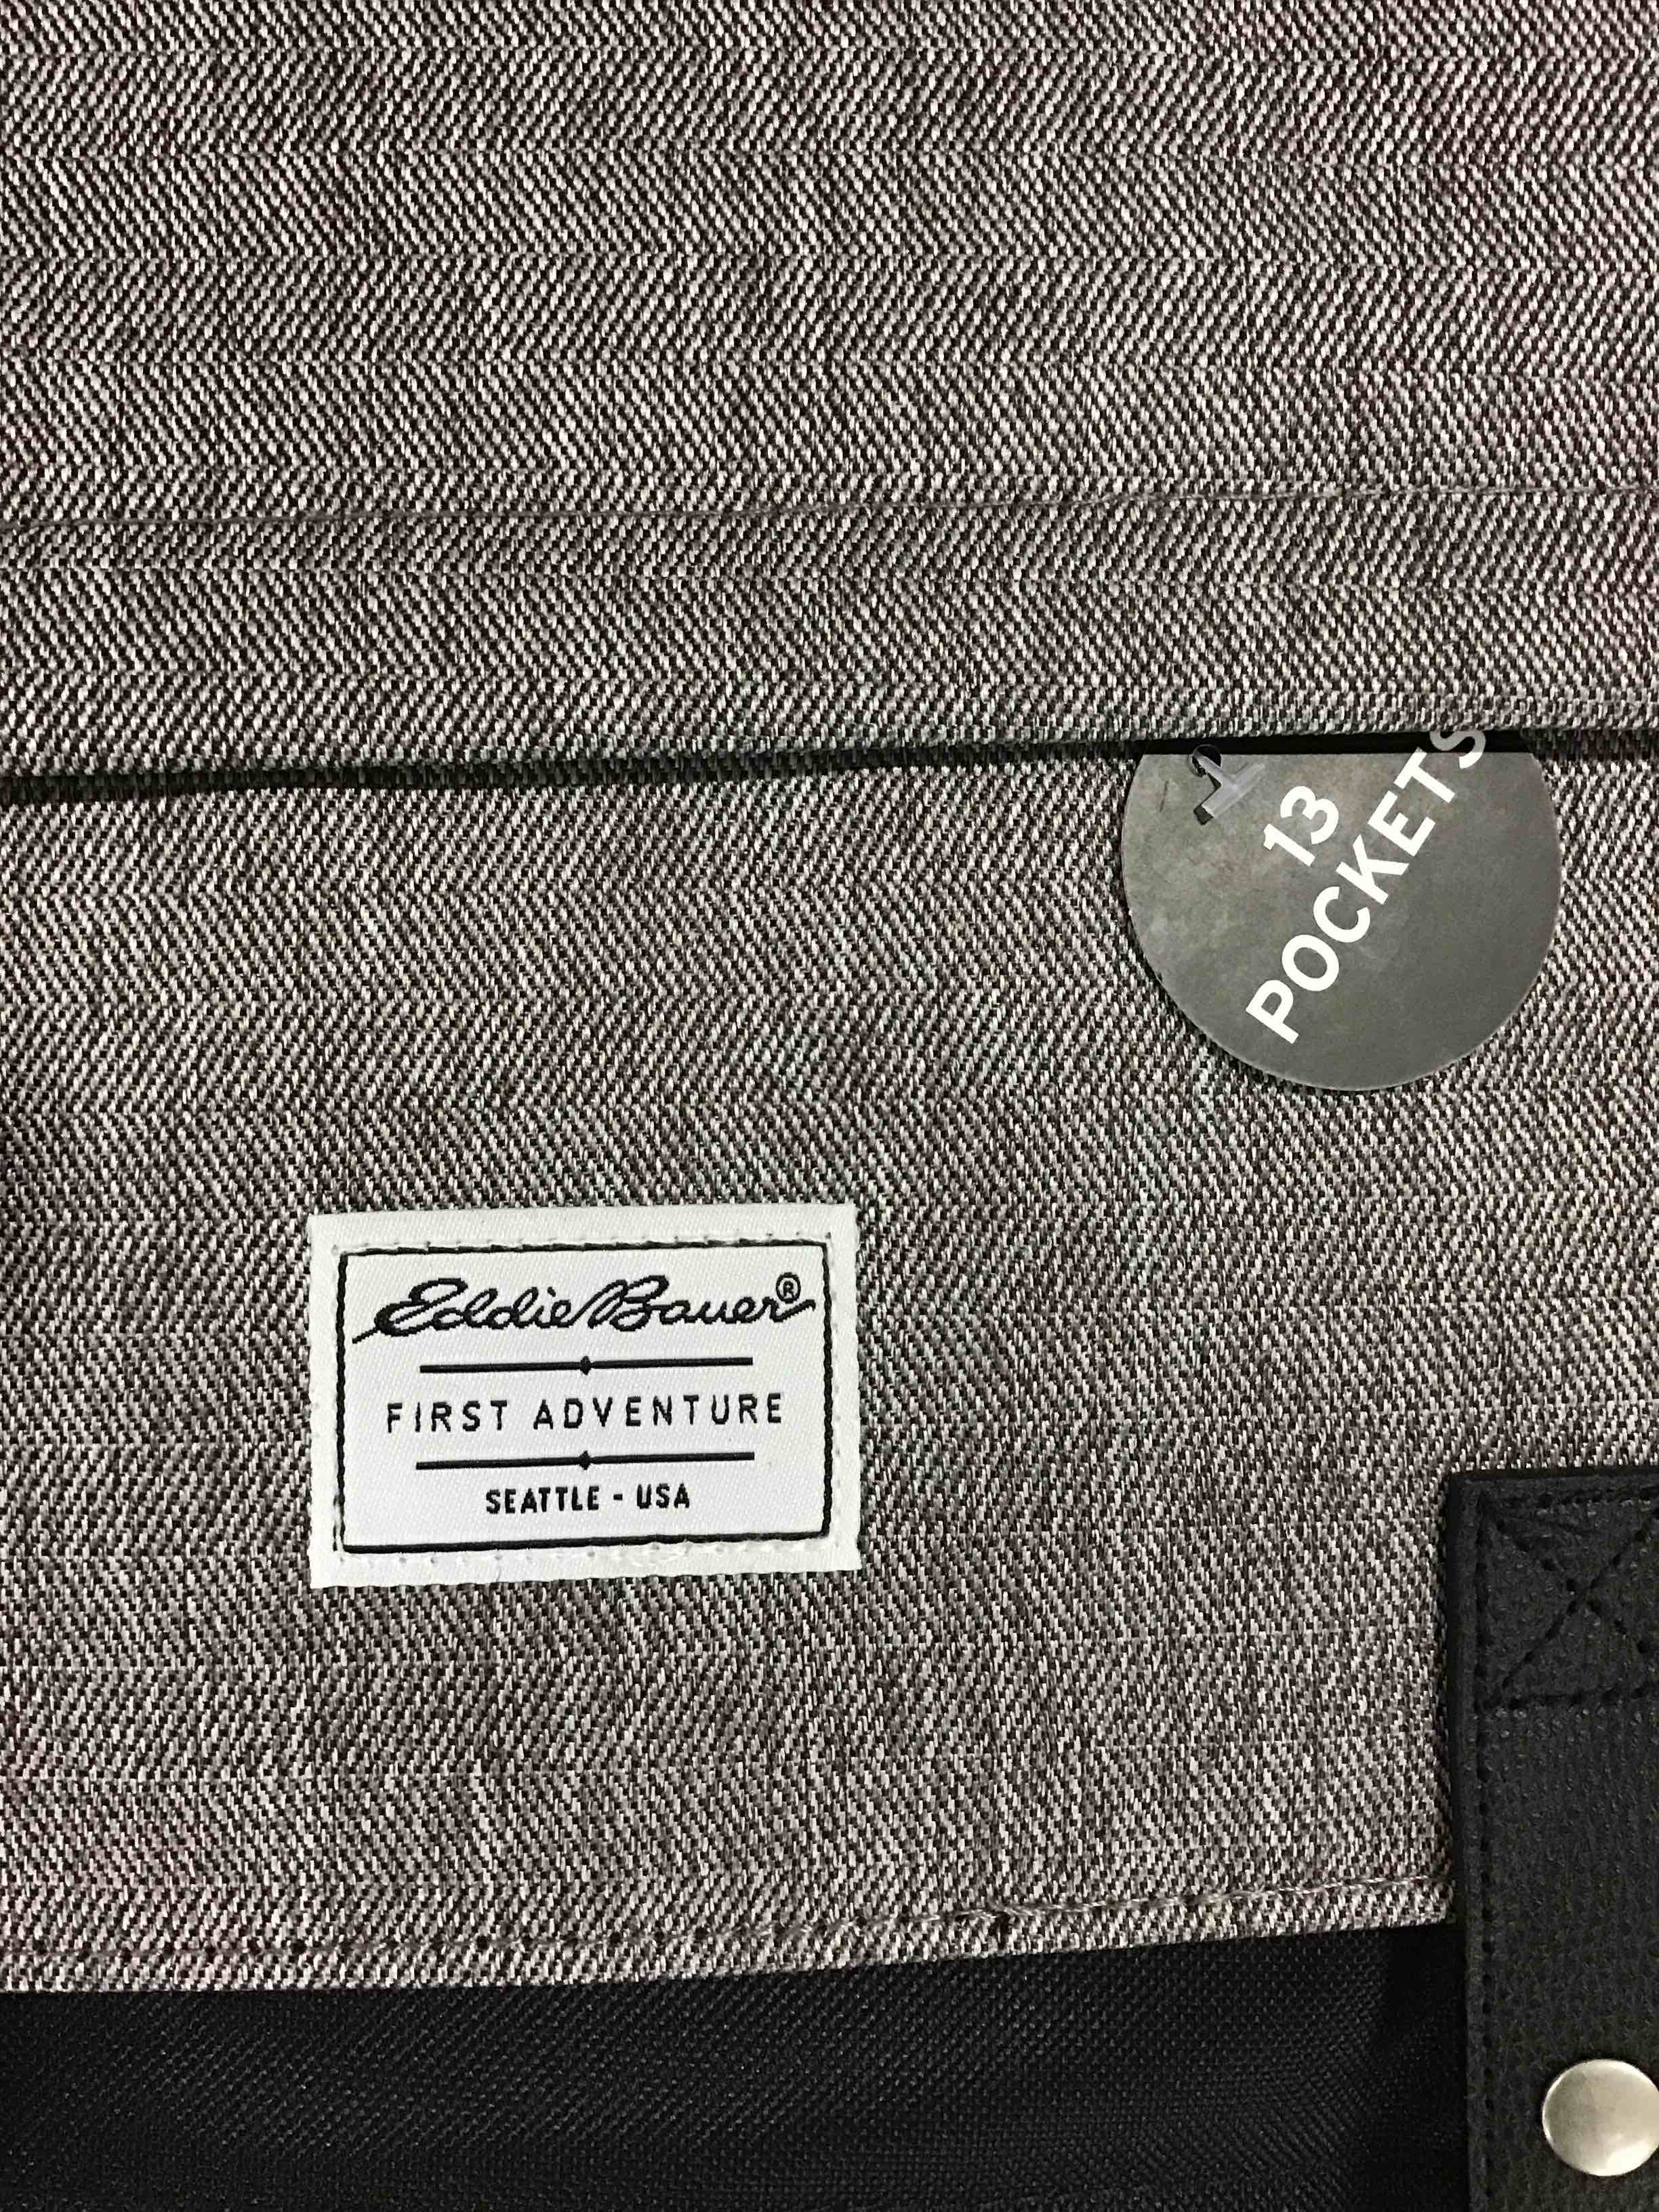 13
POCKETS
Eddie Bauer®
FIRST ADVENTURE
SEATTLE - USA